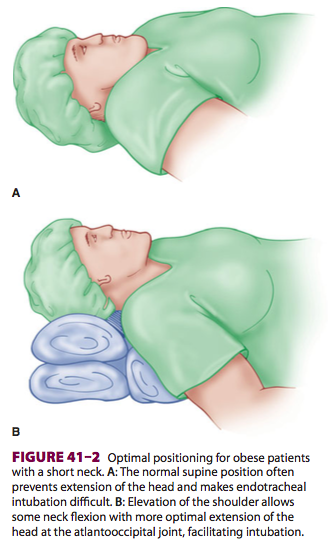 A
B
FIGURE 41–2 Optimal positioning for obese patients
with a short neck. A: The normal supine position often
prevents extension of the head and makes endotracheal
intubation difficult. B: Elevation of the shoulder allows
some neck flexion with more optimal extension of the
head at the atlantooccipital joint, facilitating intubation.